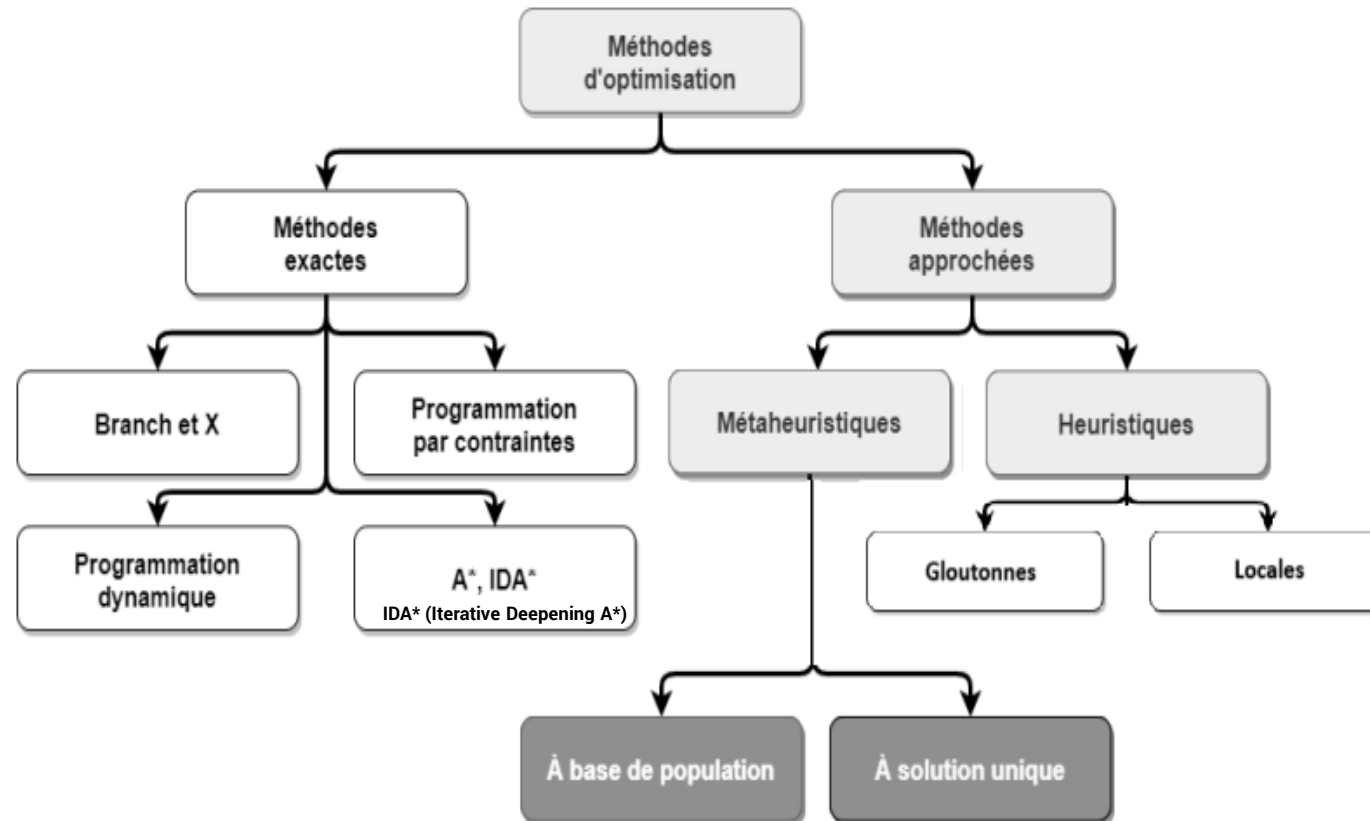 Méthodes
d'optimisation
Méthodes
exactes
Méthodes
approchées
Branch et X
Programmation
par contraintes
Métaheuristiques
Heuristiques
Programmation
dynamique
A*, IDA*
IDA* (Iterative Deepening A*)
Gloutonnes
Locales
À base de population
À solution unique